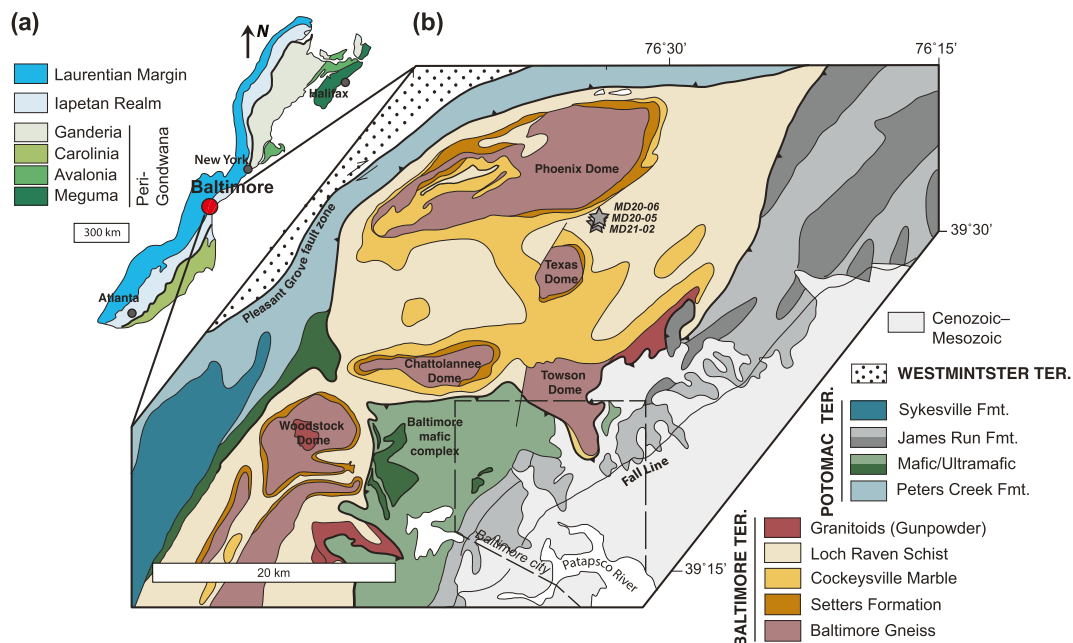 (a)
N
Laurentian Margin
Iapetan Realm
Ganderia
Carolinia
Avalonia
Meguma
Peri-
Gondwana
300 km
Halifax
New York
Baltimore
Atlanta
(b)
76˚30'
76˚15'
39˚30'
39˚15'
Pleasant Grove fault zone
Phoenix Dome
MD20-06
MD20-05
MD21-02
Texas
Dome
Chattolannee
Dome
Towson
Dome
Woodstock
Dome
Baltimore
mafic
complex
Fall Line
Baltimore city
Patapsco River
20 km
Cenozoic–
Mesozoic
WESTMINTSTER TER.
POTOMAC TER.
Sykesville Fmt.
James Run Fmt.
Mafic/Ultramafic
Peters Creek Fmt.
BALTIMORE TER.
Granitoids (Gunpowder)
Loch Raven Schist
Cockeysville Marble
Setters Formation
Baltimore Gneiss